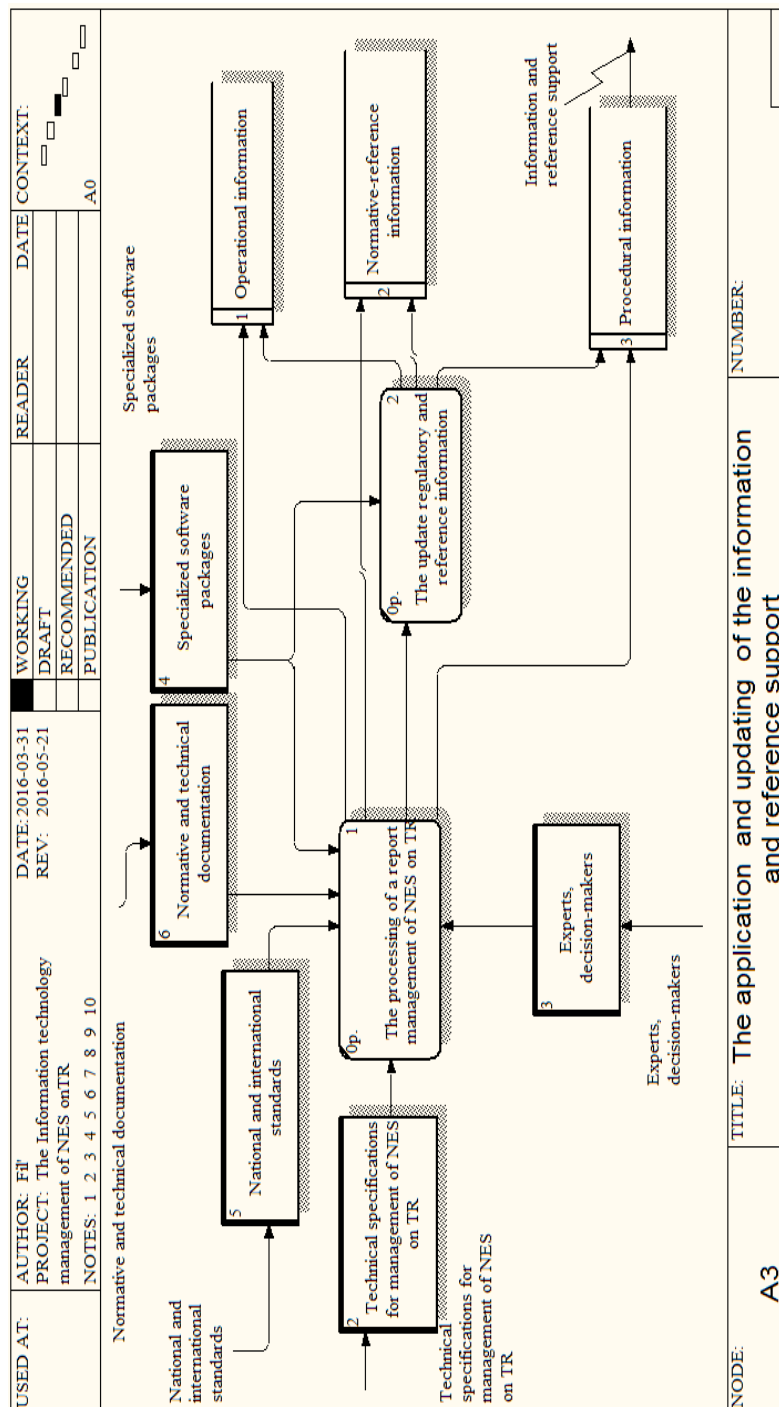 USED AT:
AUTHOR: Fil'
PROJECT: The Information technology
management of NES onTR
NOTES: 1 2 3 4 5 6 7 8 9 10
DATE: 2016-03-31
REV: 2016-05-21
WORKING
DRAFT
RECOMMENDED
PUBLICATION
READER
DATE
CONTEXT:
A0
Normative and technical documentation
Specialized software
packages
National and
international
standards
5
National and international
standards
6
Normative and technical
documentation
4
Specialized software
packages
1
Operational information
2
Normative-reference
information
2
Technical specifications
for management of NES
on TR
Technical
specifications for
management of NES
on TR
0p.
1
The processing of a report
management of NES on TR
0p.
2
The update regulatory and
reference information
3
Experts,
decision-makers
Experts,
decision-makers
3
Procedural information
Information and
reference support
NODE:
A3
TITLE: The application and updating of the information
and reference support
NUMBER: